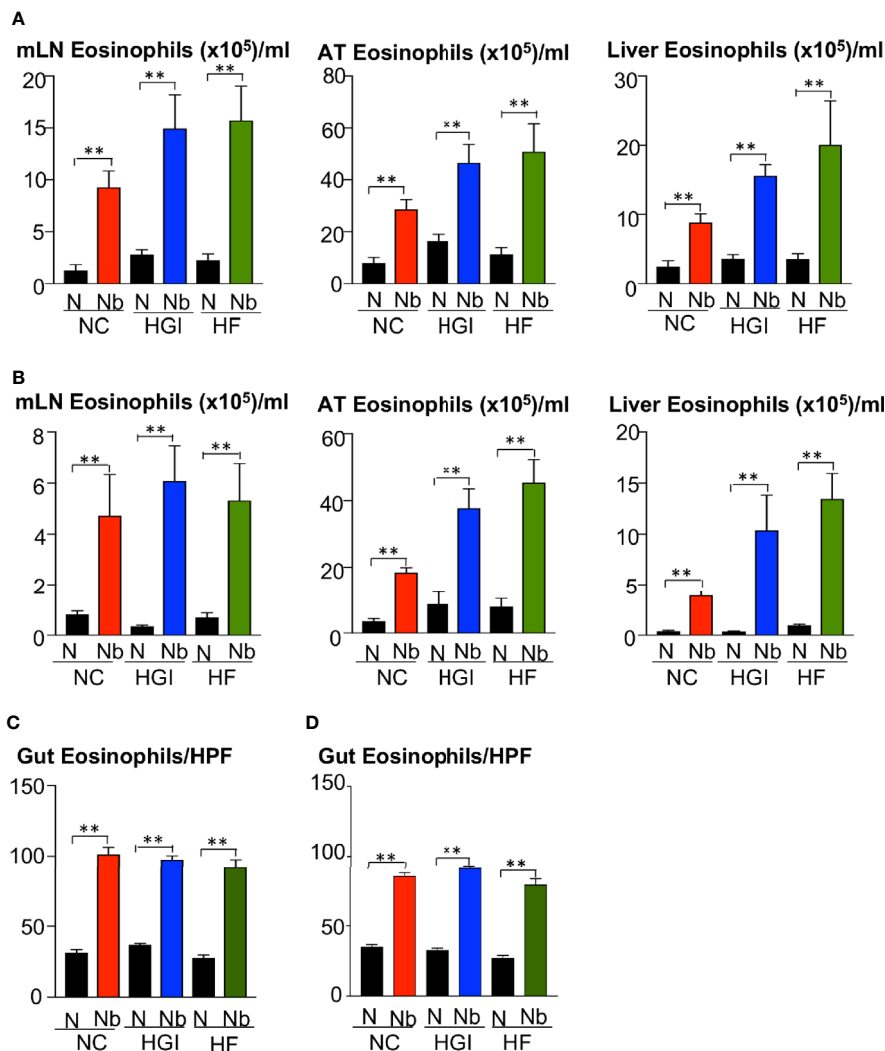 A
mLN Eosinophils (x10⁵)/ml
AT Eosinophils (x10⁵)/ml
Liver Eosinophils (x10⁵)/ml
20
15
10
5
0
** ** **
N Nb N Nb N Nb
NC HGI HF
80
60
40
20
0
** ** **
N Nb N Nb N Nb
NC HGI HF
30
20
10
0
** ** **
N Nb N Nb N Nb
NC HGI HF
B
mLN Eosinophils (x10⁵)/ml
AT Eosinophils (x10⁵)/ml
Liver Eosinophils (x10⁵)/ml
8
6
4
2
0
** ** **
N Nb N Nb N Nb
NC HGI HF
60
40
20
0
** ** **
N Nb N Nb N Nb
NC HGI HF
20
15
10
5
0
** ** **
N Nb N Nb N Nb
NC HGI HF
C
Gut Eosinophils/HPF
150
100
50
0
** ** **
N Nb N Nb N Nb
NC HGI HF
D
Gut Eosinophils/HPF
150
100
50
0
** ** **
N Nb N Nb N Nb
NC HGI HF